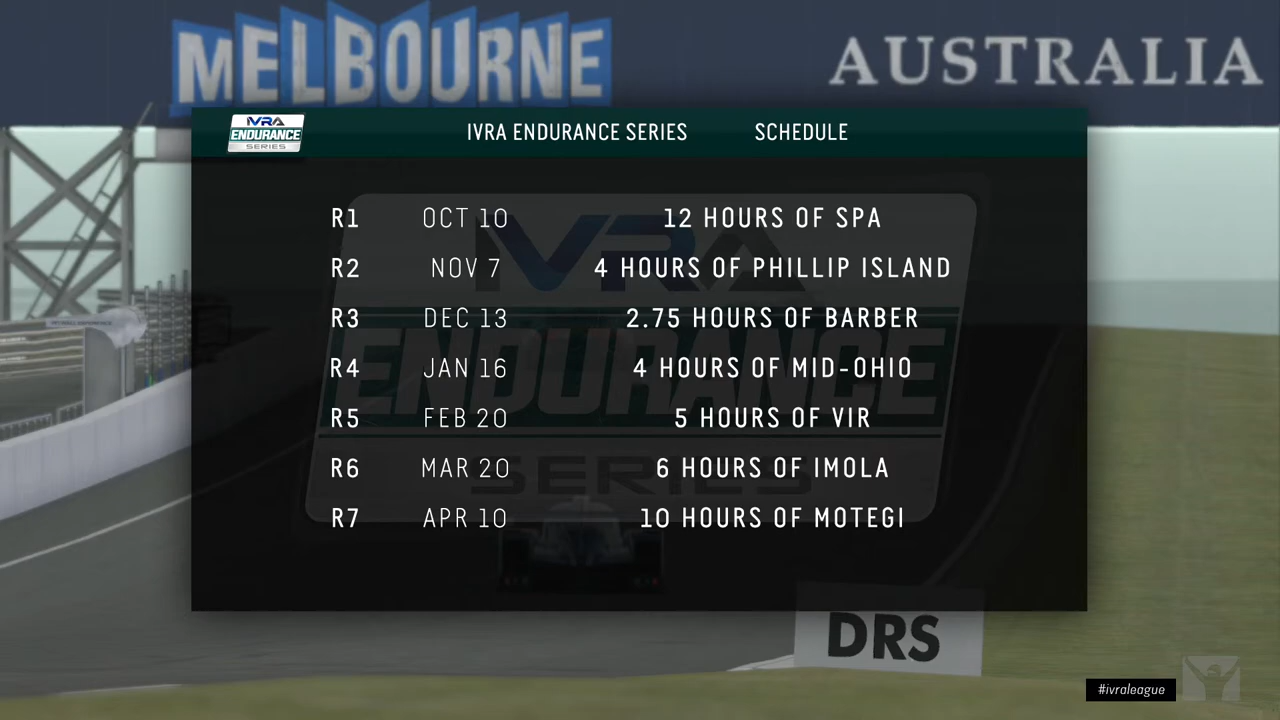 MELBOURNE
AUSTRALIA
IVRA ENDURANCE SERIES
IVRA ENDURANCE SERIES SCHEDULE
R1 OCT 10 12 HOURS OF SPA
R2 NOV 7 4 HOURS OF PHILLIP ISLAND
R3 DEC 13 2.75 HOURS OF BARBER
R4 JAN 16 4 HOURS OF MID-OHIO
R5 FEB 20 5 HOURS OF VIR
R6 MAR 20 6 HOURS OF IMOLA
R7 APR 10 10 HOURS OF MOTEGI
IVRA
ENDURANCE
SERIES
DRS
#ivraleague